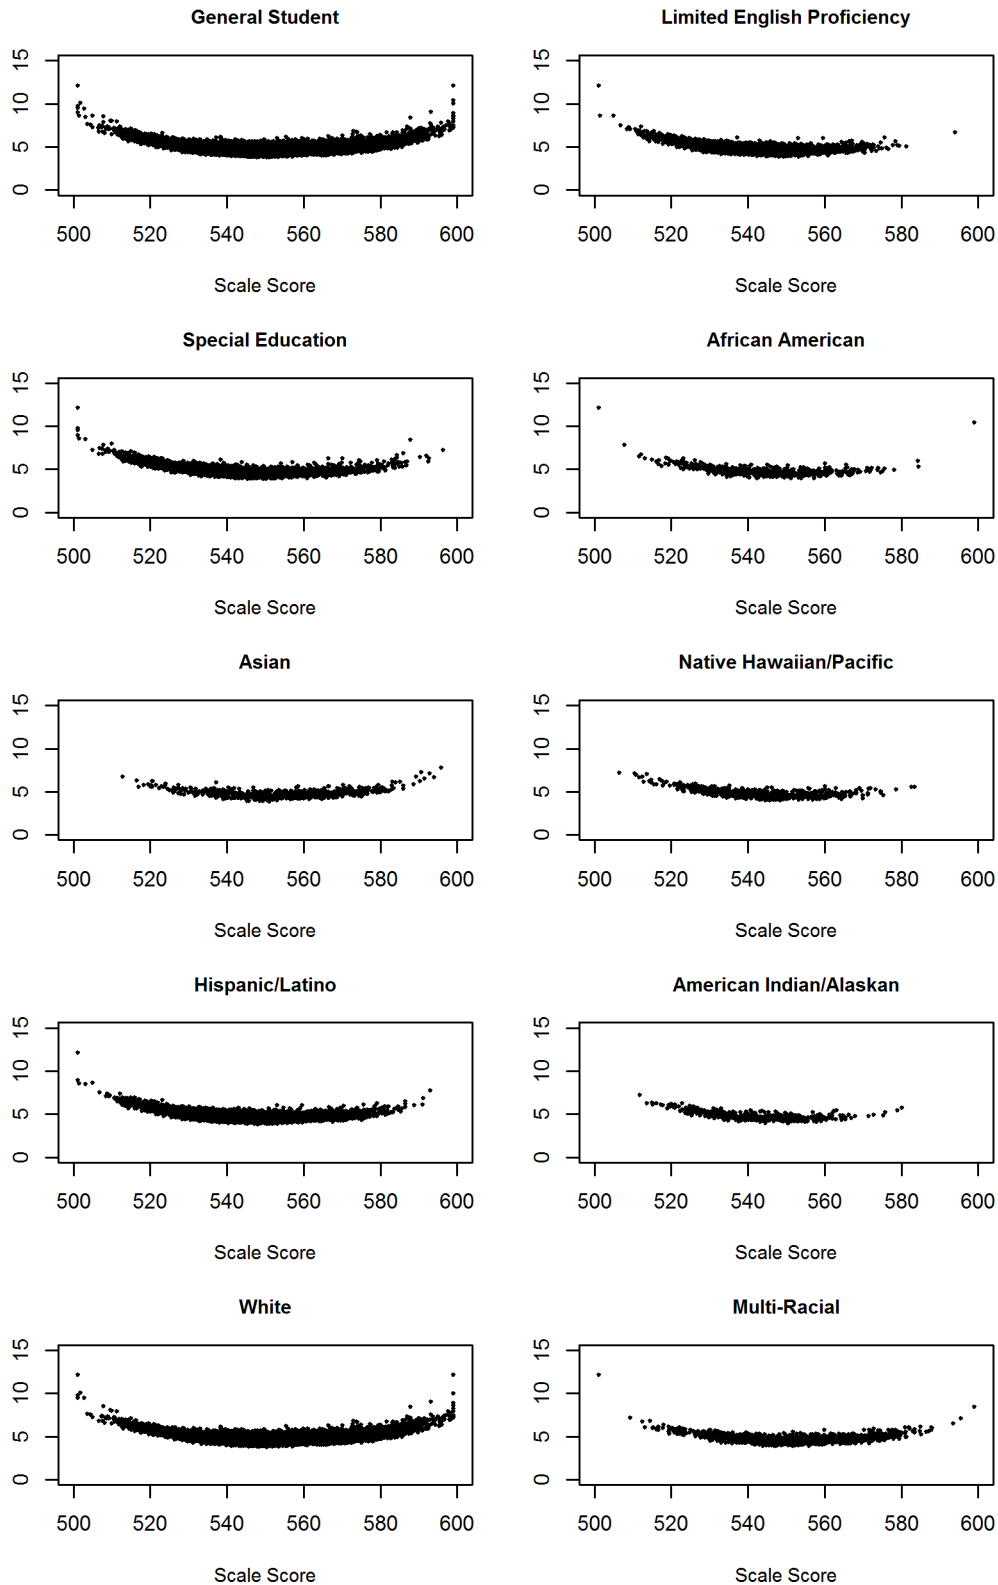 General Student
Limited English Proficiency
15
10
5
0
500 520 540 560 580 600
Scale Score
15
10
5
0
500 520 540 560 580 600
Scale Score
Special Education
African American
15
10
5
0
500 520 540 560 580 600
Scale Score
15
10
5
0
500 520 540 560 580 600
Scale Score
Asian
Native Hawaiian/Pacific
15
10
5
0
500 520 540 560 580 600
Scale Score
15
10
5
0
500 520 540 560 580 600
Scale Score
Hispanic/Latino
American Indian/Alaskan
15
10
5
0
500 520 540 560 580 600
Scale Score
15
10
5
0
500 520 540 560 580 600
Scale Score
White
Multi-Racial
15
10
5
0
500 520 540 560 580 600
Scale Score
15
10
5
0
500 520 540 560 580 600
Scale Score